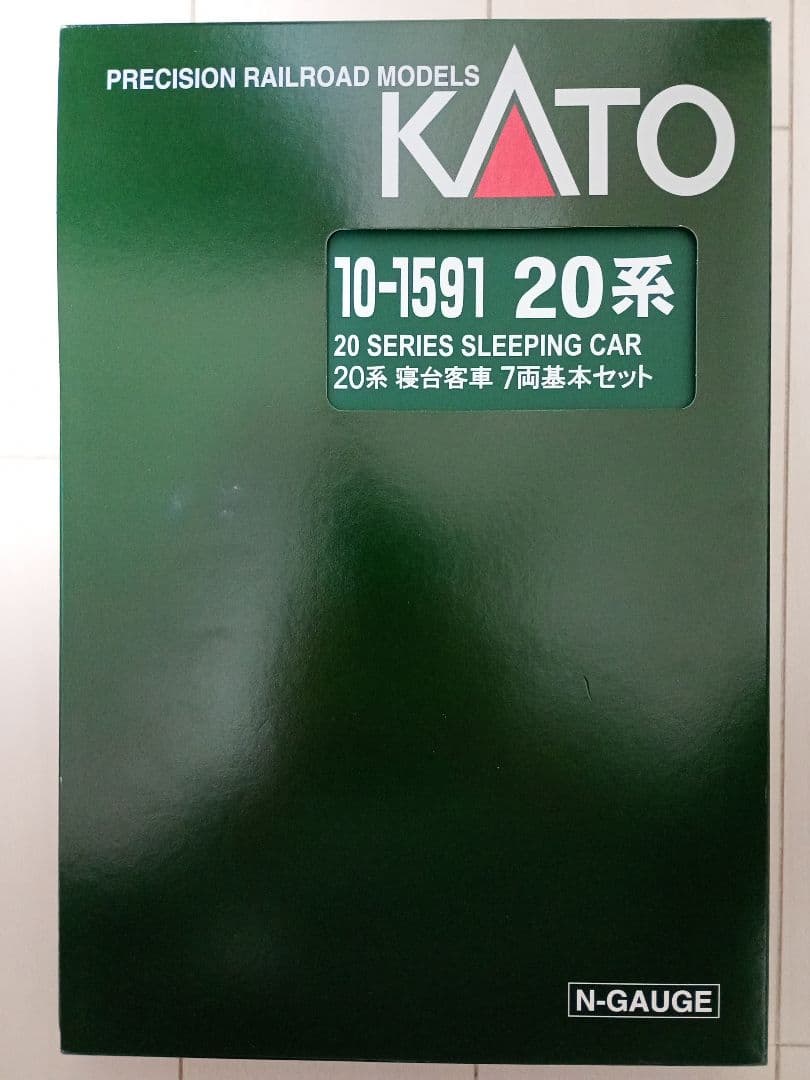 PRECISION RAILROAD MODELS
KATO
10-1591 20系
20 SERIES SLEEPING CAR
20系 寝台客車 7両基本セット
N-GAUGE